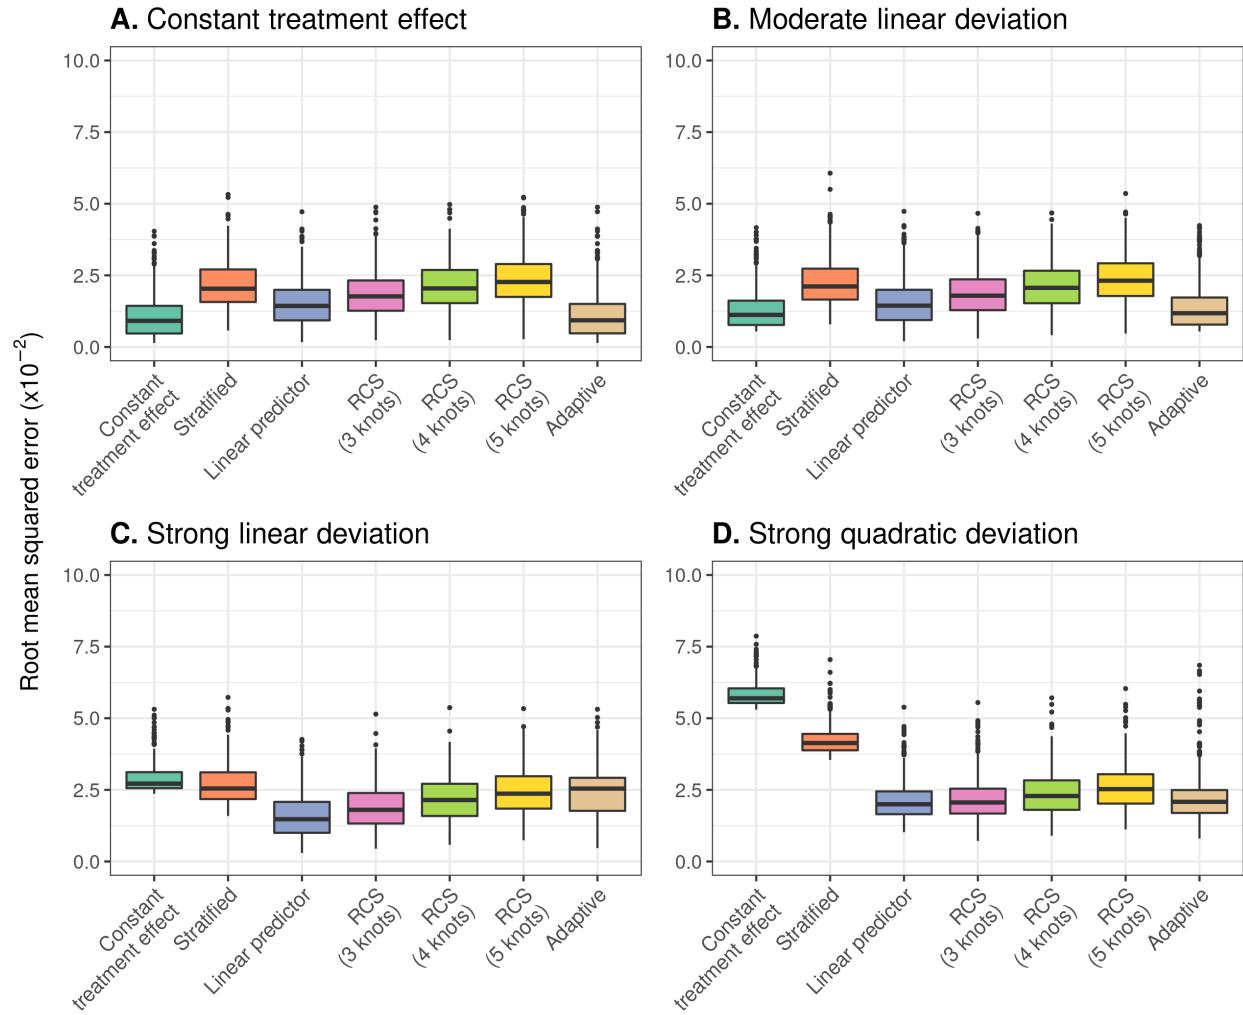 A. Constant treatment effect
10.0
7.5
5.0
2.5
0.0
Constant
treatment effect
Stratified
Linear predictor
RCS
(3 knots)
RCS
(4 knots)
RCS
(5 knots)
Adaptive
B. Moderate linear deviation
10.0
7.5
5.0
2.5
0.0
Constant
treatment effect
Stratified
Linear predictor
RCS
(3 knots)
RCS
(4 knots)
RCS
(5 knots)
Adaptive
Root mean squared error (x10⁻²)
C. Strong linear deviation
10.0
7.5
5.0
2.5
0.0
Constant
treatment effect
Stratified
Linear predictor
RCS
(3 knots)
RCS
(4 knots)
RCS
(5 knots)
Adaptive
D. Strong quadratic deviation
10.0
7.5
5.0
2.5
0.0
Constant
treatment effect
Stratified
Linear predictor
RCS
(3 knots)
RCS
(4 knots)
RCS
(5 knots)
Adaptive